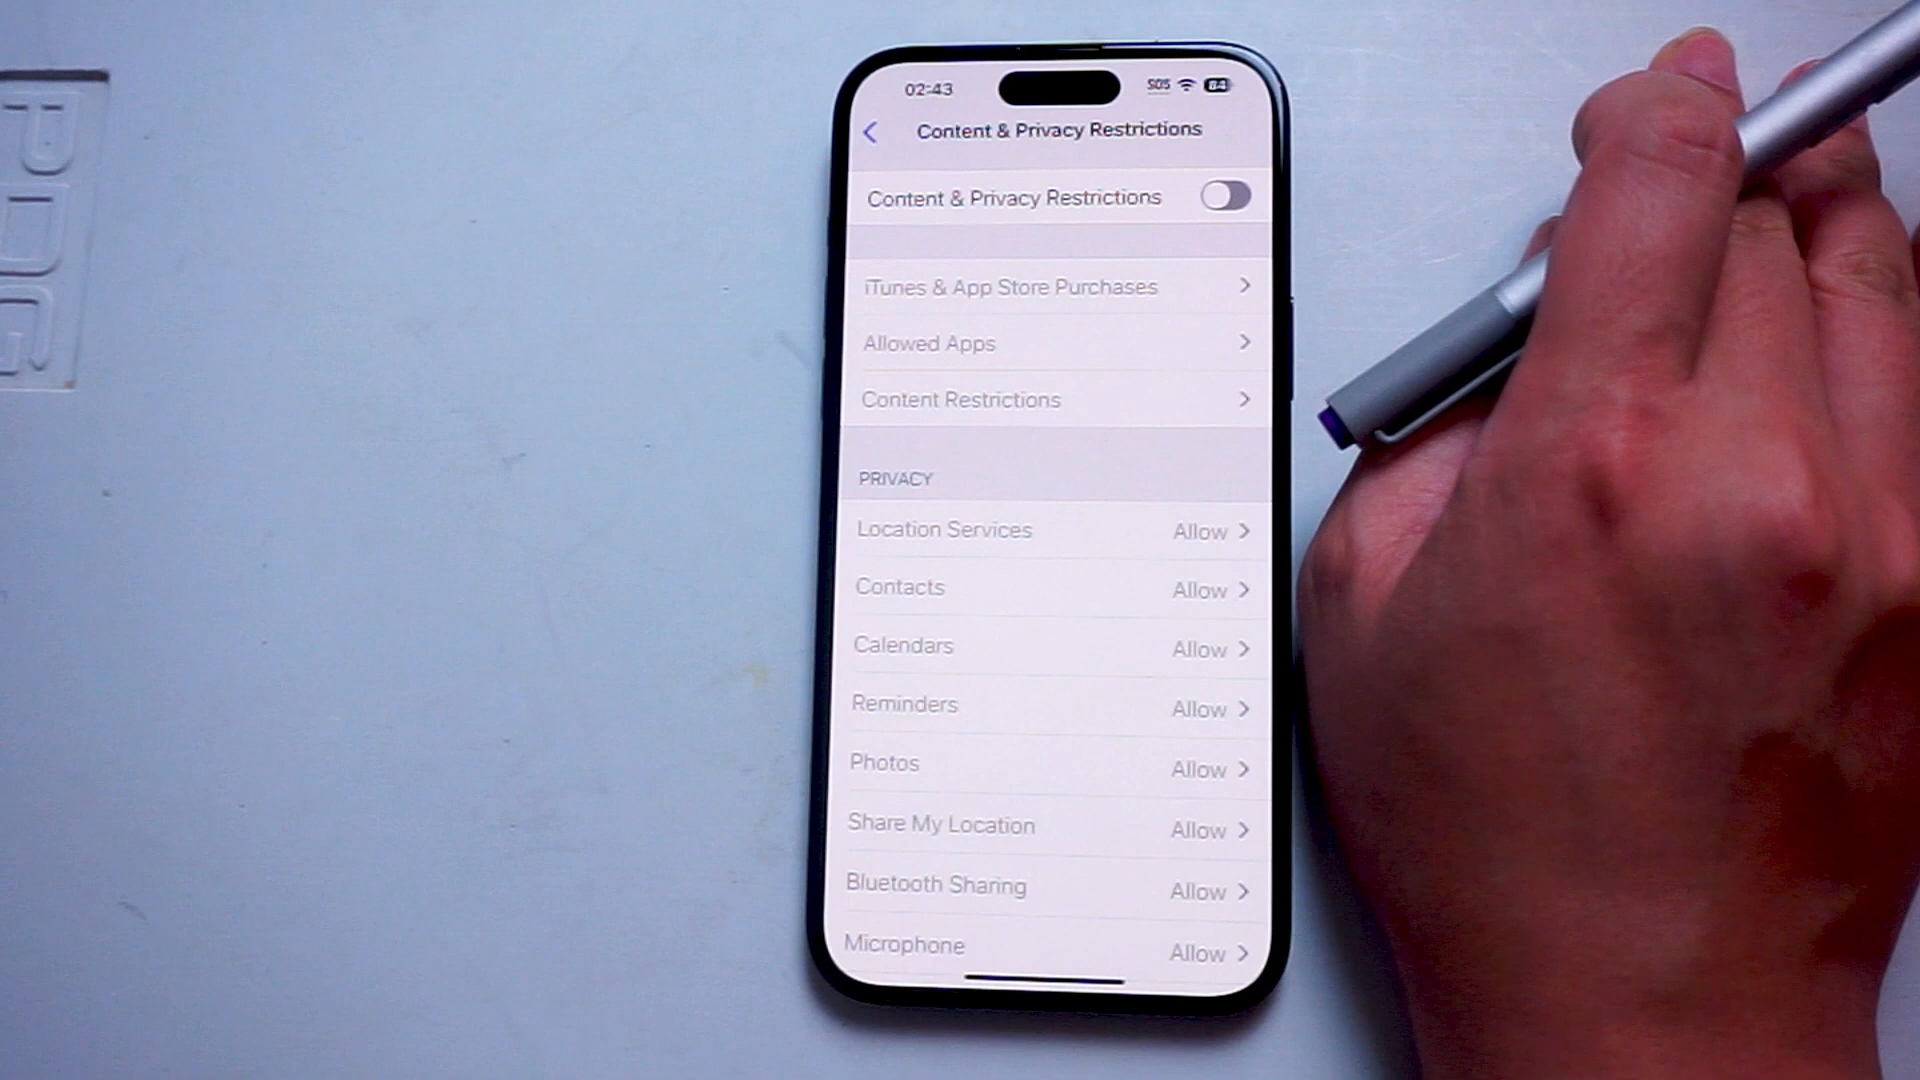 02:43 SOS 84
Content & Privacy Restrictions
Content & Privacy Restrictions
iTunes & App Store Purchases
Allowed Apps
Content Restrictions
PRIVACY
Location Services Allow
Contacts Allow
Calendars Allow
Reminders Allow
Photos Allow
Share My Location Allow
Bluetooth Sharing Allow
Microphone Allow